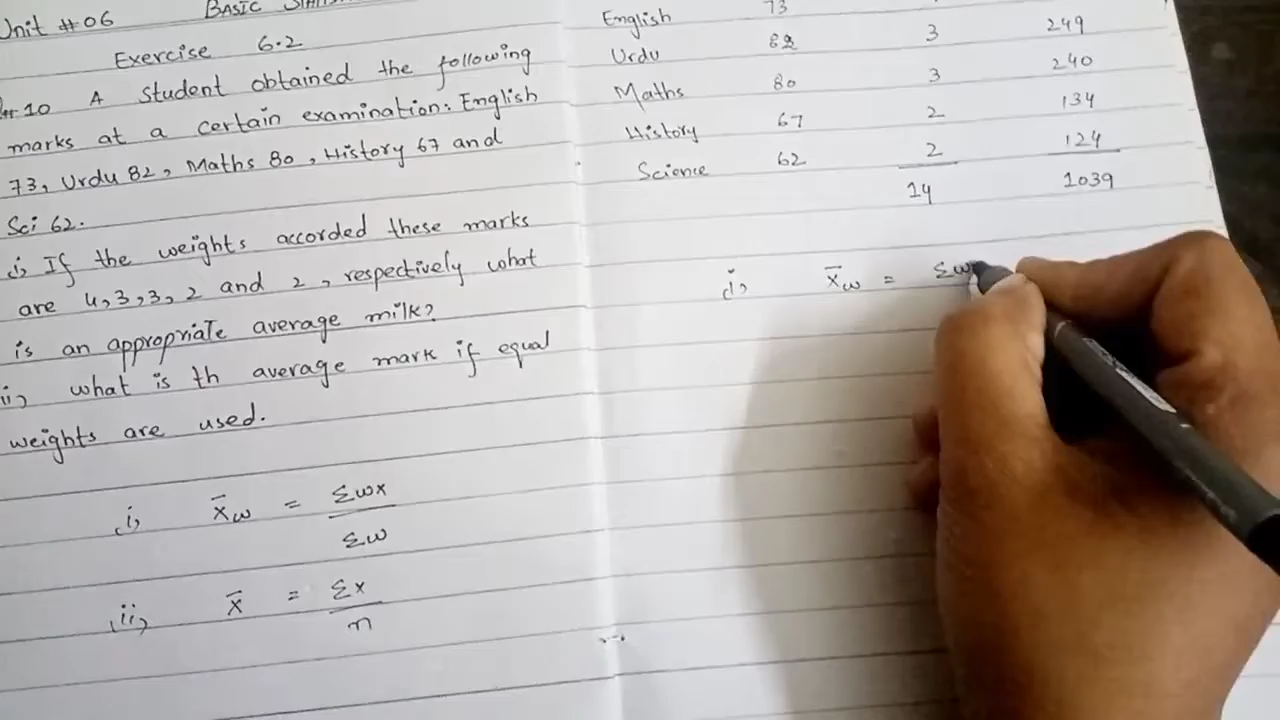 Unit #06 BASIC
Exercise 6.2
10 A Student obtained the following
marks at a certain examination: English
73, Urdu 82, Maths 80, History 67 and
Sci 62.
i, If the weights accorded these marks
are 4,3,3,2 and 2, respectively what
is an appropriate average milk?
ii, what is th average mark if equal
weights are used.
i, x̄w = Σwx / Σw
ii, x̄ = Σx / n
English 73
Urdu 82 3 249
Maths 80 3 240
History 67 2 134
Science 62 2 124
14 1039
i, x̄w = Σw